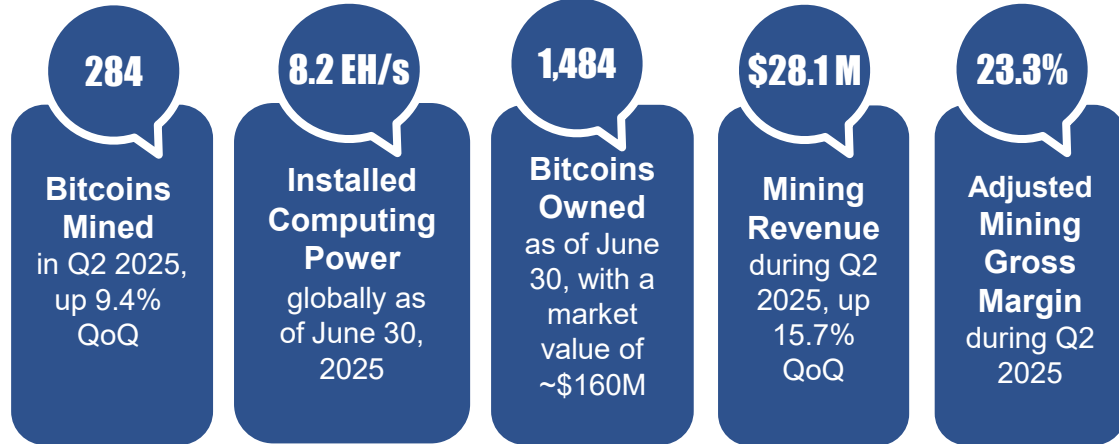 284
Bitcoins
Mined
in Q2 2025,
up 9.4%
QoQ
8.2 EH/s
Installed
Computing
Power
globally as
of June 30,
2025
1,484
Bitcoins
Owned
as of June
30, with a
market
value of
~$160M
$28.1 M
Mining
Revenue
during Q2
2025, up
15.7%
QoQ
23.3%
Adjusted
Mining
Gross
Margin
during Q2
2025